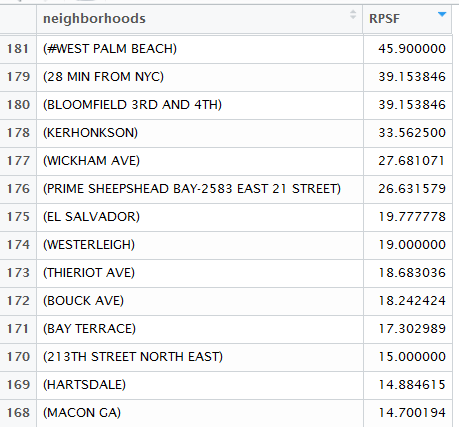 neighborhoods RPSF
181 (#WEST PALM BEACH) 45.900000
179 (28 MIN FROM NYC) 39.153846
180 (BLOOMFIELD 3RD AND 4TH) 39.153846
178 (KERHONKSON) 33.562500
177 (WICKHAM AVE) 27.681071
176 (PRIME SHEEPSHEAD BAY-2583 EAST 21 STREET) 26.631579
175 (EL SALVADOR) 19.777778
174 (WESTERLEIGH) 19.000000
173 (THIERIOT AVE) 18.683036
172 (BOUCK AVE) 18.242424
171 (BAY TERRACE) 17.302989
170 (213TH STREET NORTH EAST) 15.000000
169 (HARTSDALE) 14.884615
168 (MACON GA) 14.700194